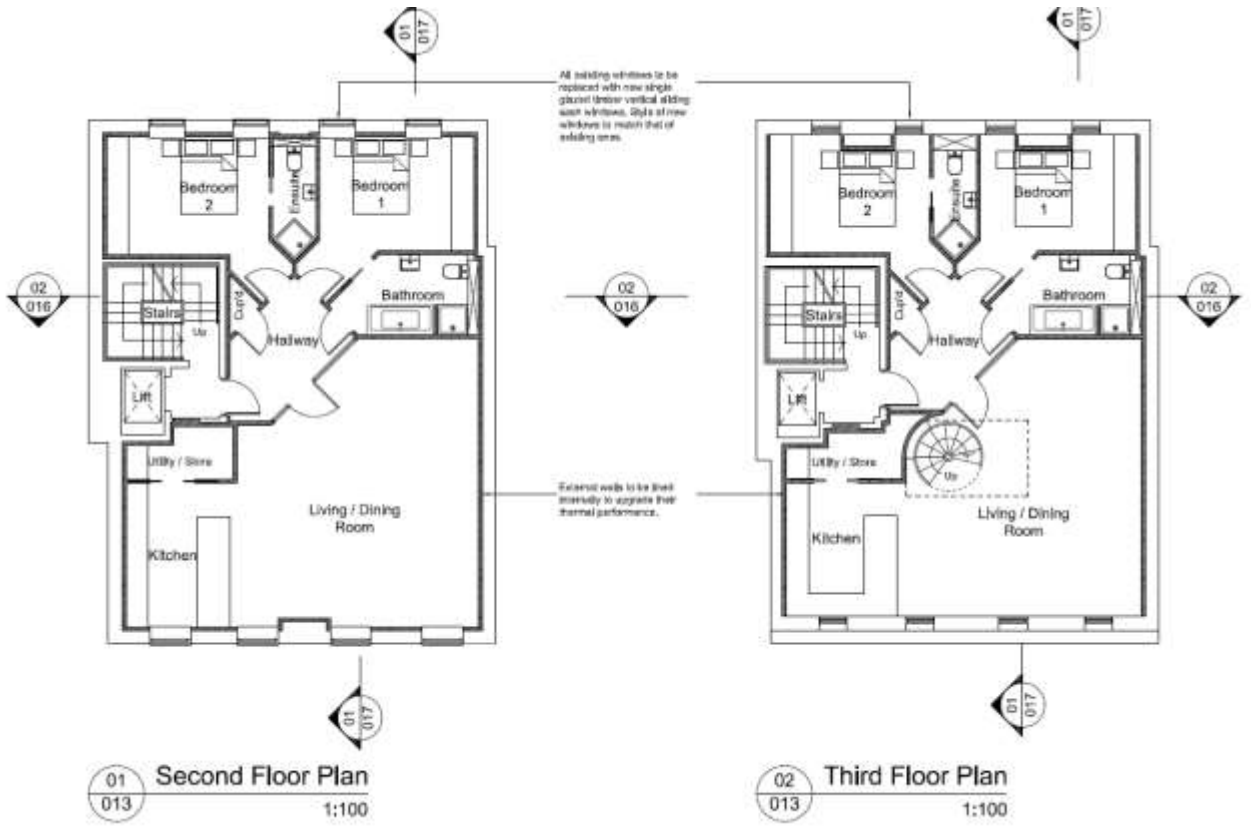 01
017
01
017
All existing windows to be
replaced with new single
glazed timber vertical sliding
sash windows. Style of new
windows to match that of
existing ones.
Bedroom
2
Ensuite
Bedroom
1
Bedroom
2
Ensuite
Bedroom
1
02
016
Stairs
Up
Cup'd
Hallway
Bathroom
02
016
Stairs
Up
Cup'd
Hallway
Bathroom
02
016
Lift
Lift
Utility / Store
Utility / Store
Up
External walls to be lined
internally to upgrade their
thermal performance.
Living / Dining
Room
Living / Dining
Room
Kitchen
Kitchen
01
017
01
017
01
013
Second Floor Plan
1:100
02
013
Third Floor Plan
1:100